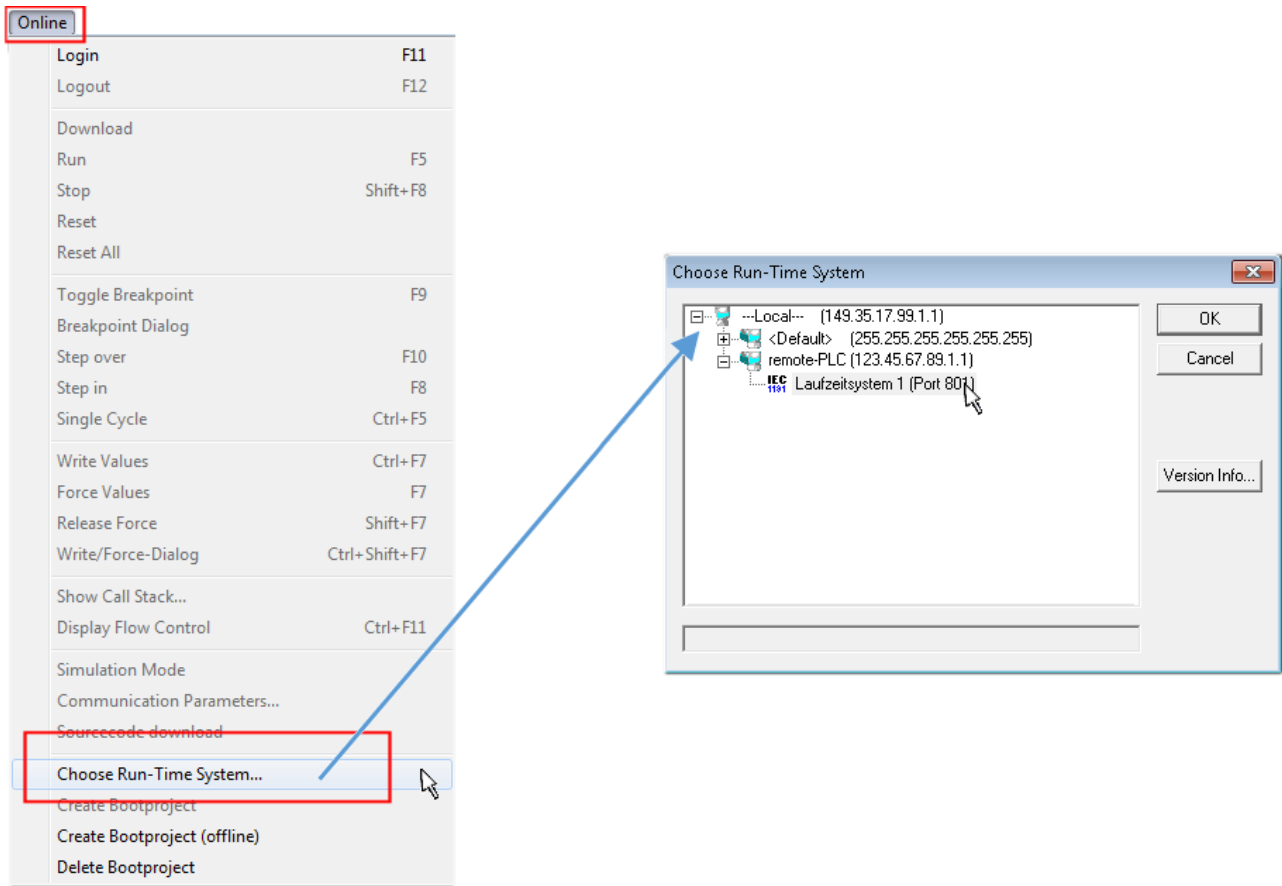 Online
Login F11
Logout F12
Download
Run F5
Stop Shift+F8
Reset
Reset All
Toggle Breakpoint F9
Breakpoint Dialog
Step over F10
Step in F8
Single Cycle Ctrl+F5
Write Values Ctrl+F7
Force Values F7
Release Force Shift+F7
Write/Force-Dialog Ctrl+Shift+F7
Show Call Stack...
Display Flow Control Ctrl+F11
Simulation Mode
Communication Parameters...
Sourcecode download
Choose Run-Time System...
Create Bootproject
Create Bootproject (offline)
Delete Bootproject
Choose Run-Time System
---Local--- (149.35.17.99.1.1)
<Default> (255.255.255.255.255.255)
remote-PLC (123.45.67.89.1.1)
IEC
1131 Laufzeitsystem 1 (Port 801)
OK
Cancel
Version Info...